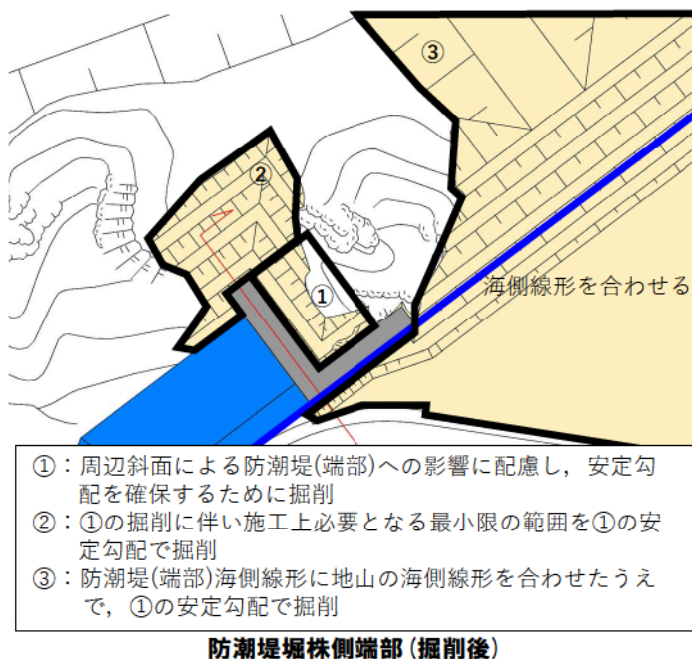 ③
②
①
海側線形を合わせる
①：周辺斜面による防潮堤(端部)への影響に配慮し，安定勾
配を確保するために掘削
②：①の掘削に伴い施工上必要となる最小限の範囲を①の安
定勾配で掘削
③：防潮堤(端部)海側線形に地山の海側線形を合わせたうえ
で，①の安定勾配で掘削
防潮堤堀株側端部(掘削後)